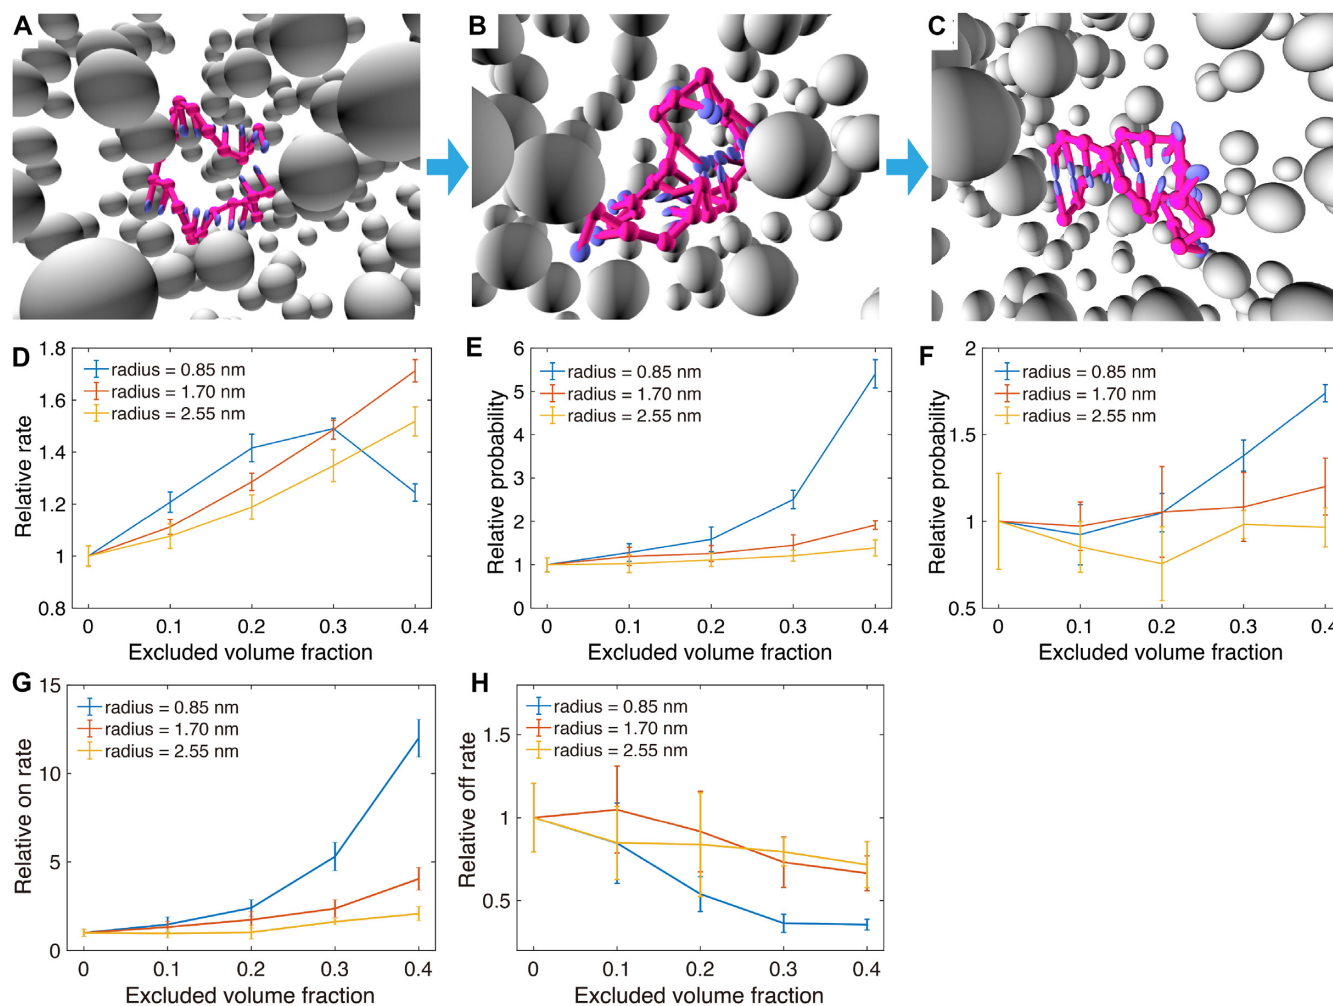 A
B
C
D
1.8
1.6
1.4
1.2
1
0.8
Relative rate
radius = 0.85 nm
radius = 1.70 nm
radius = 2.55 nm
0 0.1 0.2 0.3 0.4
Excluded volume fraction
E
6
5
4
3
2
1
0
Relative probability
radius = 0.85 nm
radius = 1.70 nm
radius = 2.55 nm
0 0.1 0.2 0.3 0.4
Excluded volume fraction
F
2
1.5
1
0.5
Relative probability
radius = 0.85 nm
radius = 1.70 nm
radius = 2.55 nm
0 0.1 0.2 0.3 0.4
Excluded volume fraction
G
15
10
5
0
Relative on rate
radius = 0.85 nm
radius = 1.70 nm
radius = 2.55 nm
0 0.1 0.2 0.3 0.4
Excluded volume fraction
H
1.5
1
0.5
Relative off rate
radius = 0.85 nm
radius = 1.70 nm
radius = 2.55 nm
0 0.1 0.2 0.3 0.4
Excluded volume fraction